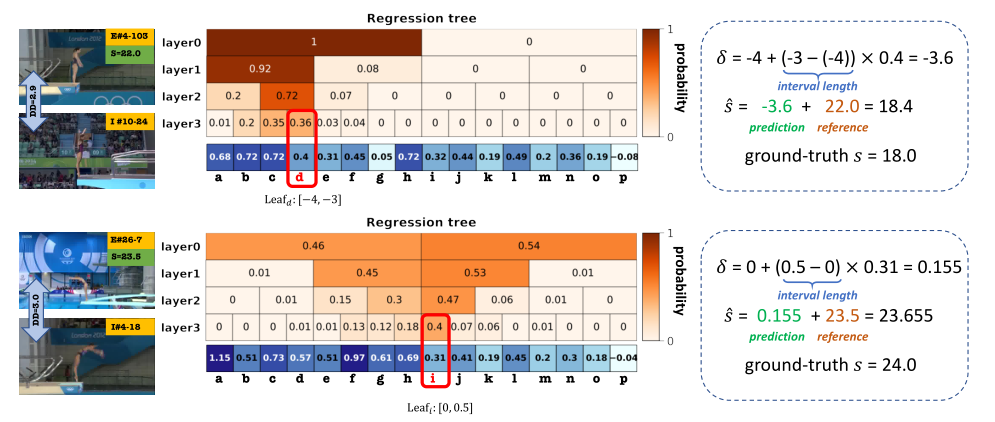 Regression tree
E#4-103
S=22.0
DD=2.9
I #10-24
layer0 1 0
layer1 0.92 0.08 0 0
layer2 0.2 0.72 0.07 0 0 0 0 0
layer3 0.01 0.2 0.35 0.36 0.03 0.04 0 0 0 0 0 0 0 0 0 0
0.68 0.72 0.72 0.4 0.31 0.45 0.05 0.72 0.32 0.44 0.19 0.49 0.2 0.36 0.19 -0.08
a b c d e f g h i j k l m n o p
Leaf_d: [−4, −3]
1
0
probability
δ = -4 + (-3 − (-4)) × 0.4 = -3.6
interval length
ŝ = -3.6 + 22.0 = 18.4
prediction reference
ground-truth s = 18.0
Regression tree
E#26-7
S=23.5
DD=3.0
I#4-18
layer0 0.46 0.54
layer1 0.01 0.45 0.53 0.01
layer2 0 0.01 0.15 0.3 0.47 0.06 0.01 0
layer3 0 0 0 0.01 0.01 0.13 0.12 0.18 0.4 0.07 0.06 0 0.01 0 0 0
1.15 0.51 0.73 0.57 0.51 0.97 0.61 0.69 0.31 0.41 0.19 0.45 0.2 0.3 0.18 -0.04
a b c d e f g h i j k l m n o p
Leaf_i: [0, 0.5]
1
0
probability
δ = 0 + (0.5 − 0) × 0.31 = 0.155
interval length
ŝ = 0.155 + 23.5 = 23.655
prediction reference
ground-truth s = 24.0